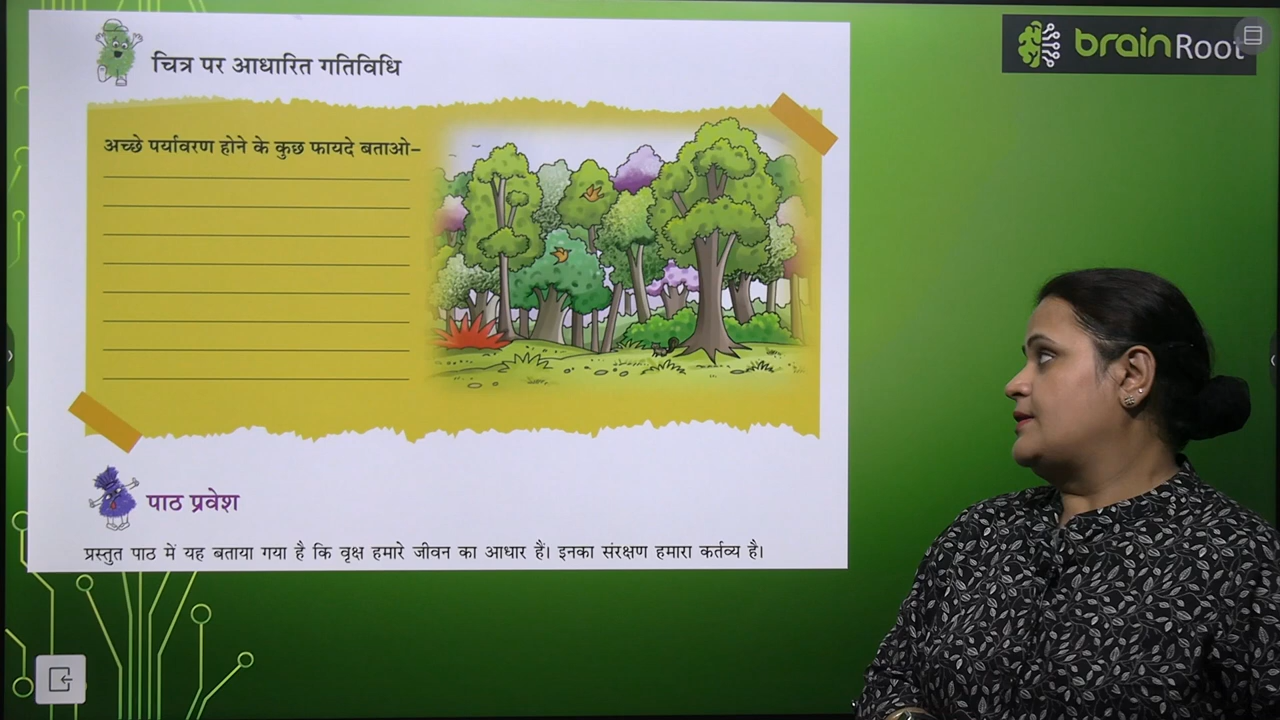 चित्र पर आधारित गतिविधि
brainRoot
अच्छे पर्यावरण होने के कुछ फायदे बताओ–
पाठ प्रवेश
प्रस्तुत पाठ में यह बताया गया है कि वृक्ष हमारे जीवन का आधार हैं। इनका संरक्षण हमारा कर्तव्य है।